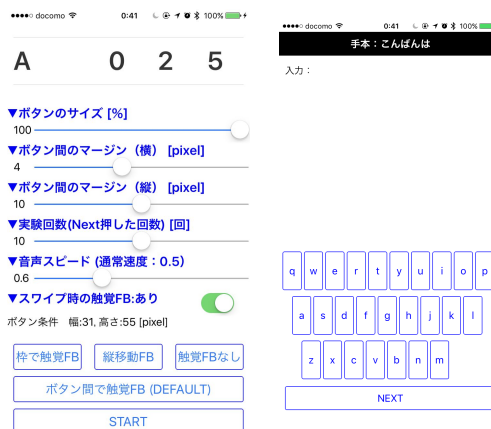 docomo 0:41 100%
A 0 2 5
▼ボタンのサイズ [%]
100
▼ボタン間のマージン（横） [pixel]
4
▼ボタン間のマージン（縦） [pixel]
10
▼実験回数(Next押した回数) [回]
10
▼音声スピード (通常速度：0.5)
0.6
▼スワイプ時の触覚FB:あり
ボタン条件　幅:31, 高さ:55 [pixel]
枠で触覚FB 縦移動FB 触覚FBなし
ボタン間で触覚FB (DEFAULT)
START
docomo 0:41 100%
手本：こんばんは
入力：
q w e r t y u i o p
a s d f g h j k l
z x c v b n m
NEXT